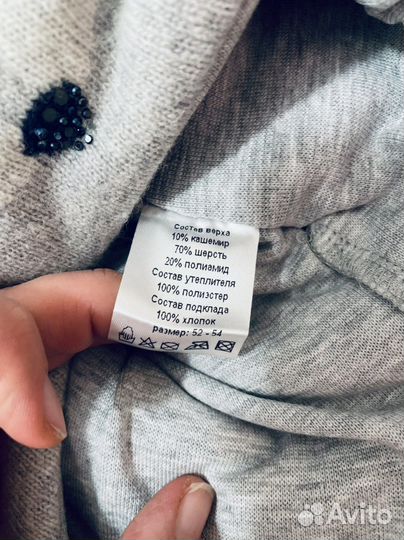 Состав верха
10% кашемир
70% шерсть
20% полиамид
Состав утеплителя
100% полиэстер
Состав подклада
100% хлопок
размер: 52 - 54
Avito